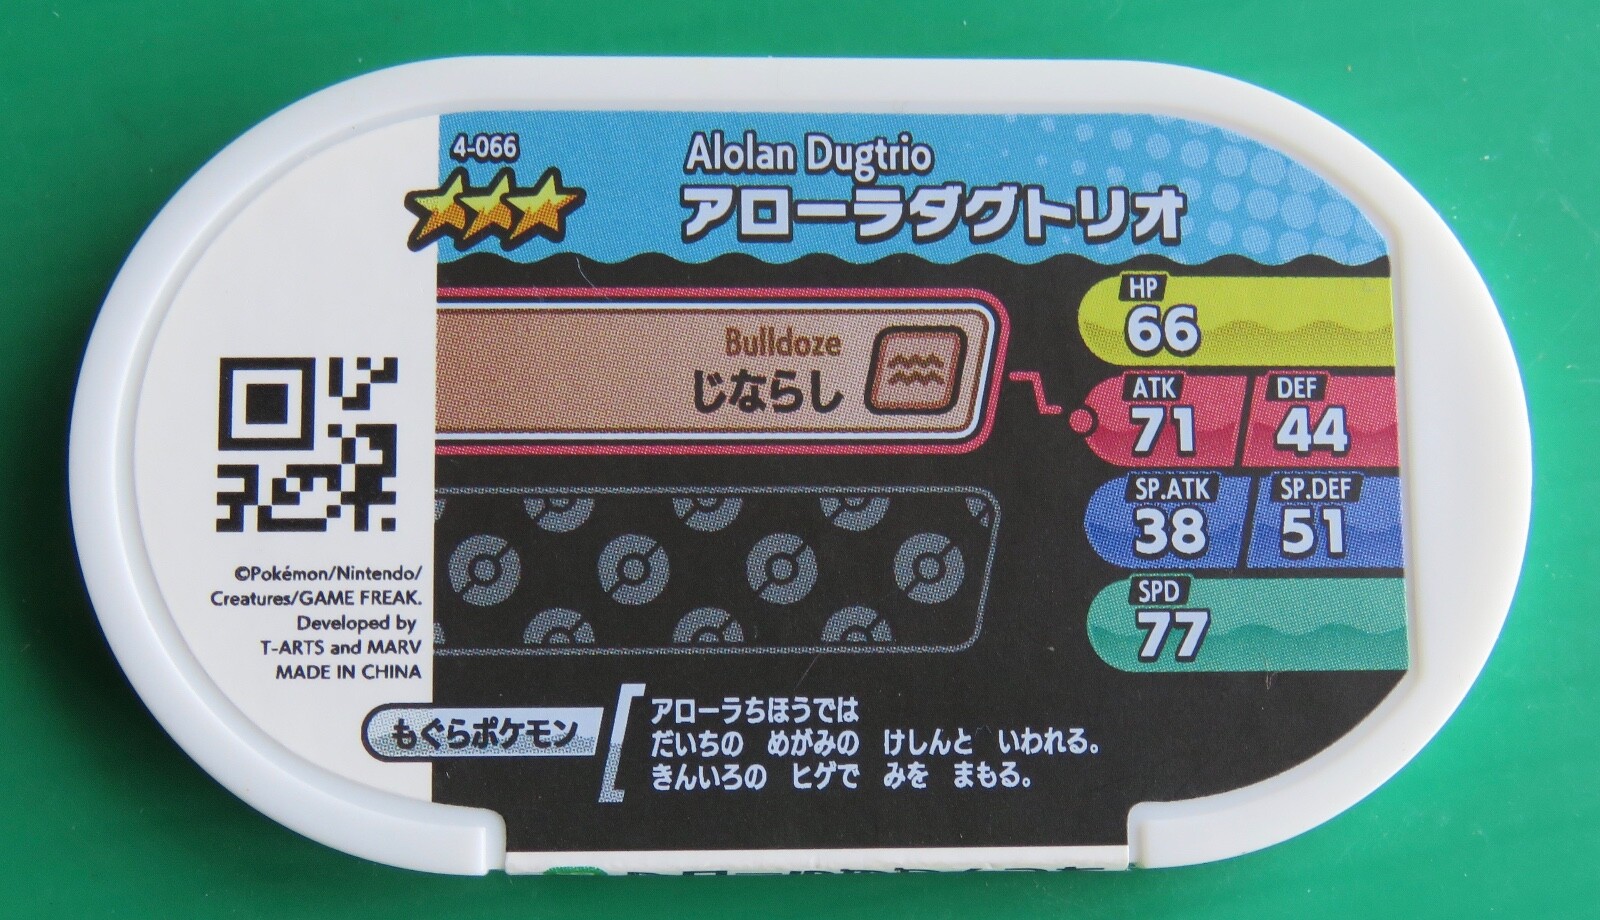 4-066
Alolan Dugtrio
アローラダグトリオ
Bulldoze
じならし
HP
66
ATK
71
DEF
44
SP.ATK
38
SP.DEF
51
SPD
77
©Pokémon/Nintendo/
Creatures/GAME FREAK.
Developed by
T-ARTS and MARV
MADE IN CHINA
もぐらポケモン
アローラちほうでは
だいちの めがみの けしんと いわれる。
きんいろの ヒゲで みを まもる。